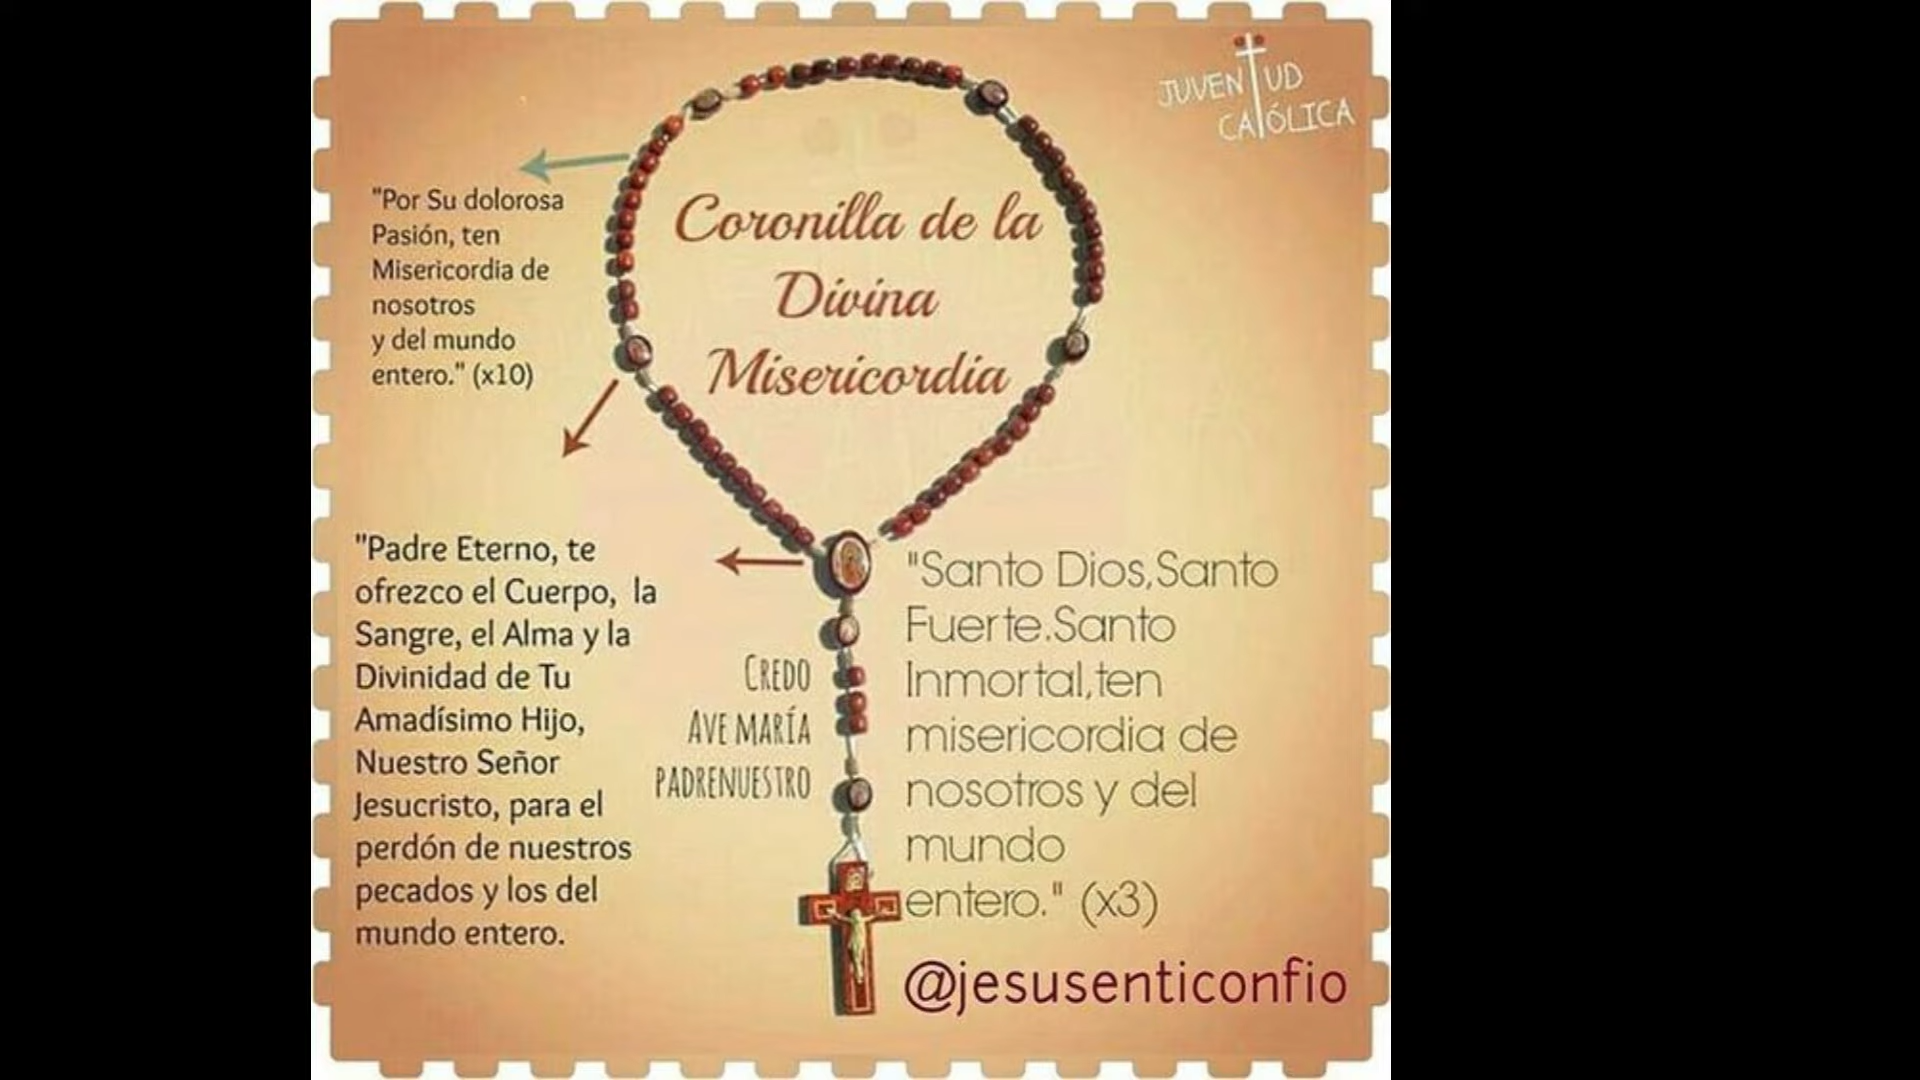 JUVENTUD
CATÓLICA
"Por Su dolorosa
Pasión, ten
Misericordia de
nosotros
y del mundo
entero." (x10)
Coronilla de la
Divina
Misericordia
"Padre Eterno, te
ofrezco el Cuerpo, la
Sangre, el Alma y la
Divinidad de Tu
Amadísimo Hijo,
Nuestro Señor
Jesucristo, para el
perdón de nuestros
pecados y los del
mundo entero.
CREDO
AVE MARÍA
PADRENUESTRO
"Santo Dios,Santo
Fuerte.Santo
Inmortal,ten
misericordia de
nosotros y del
mundo
entero." (x3)
@jesusenticonfio